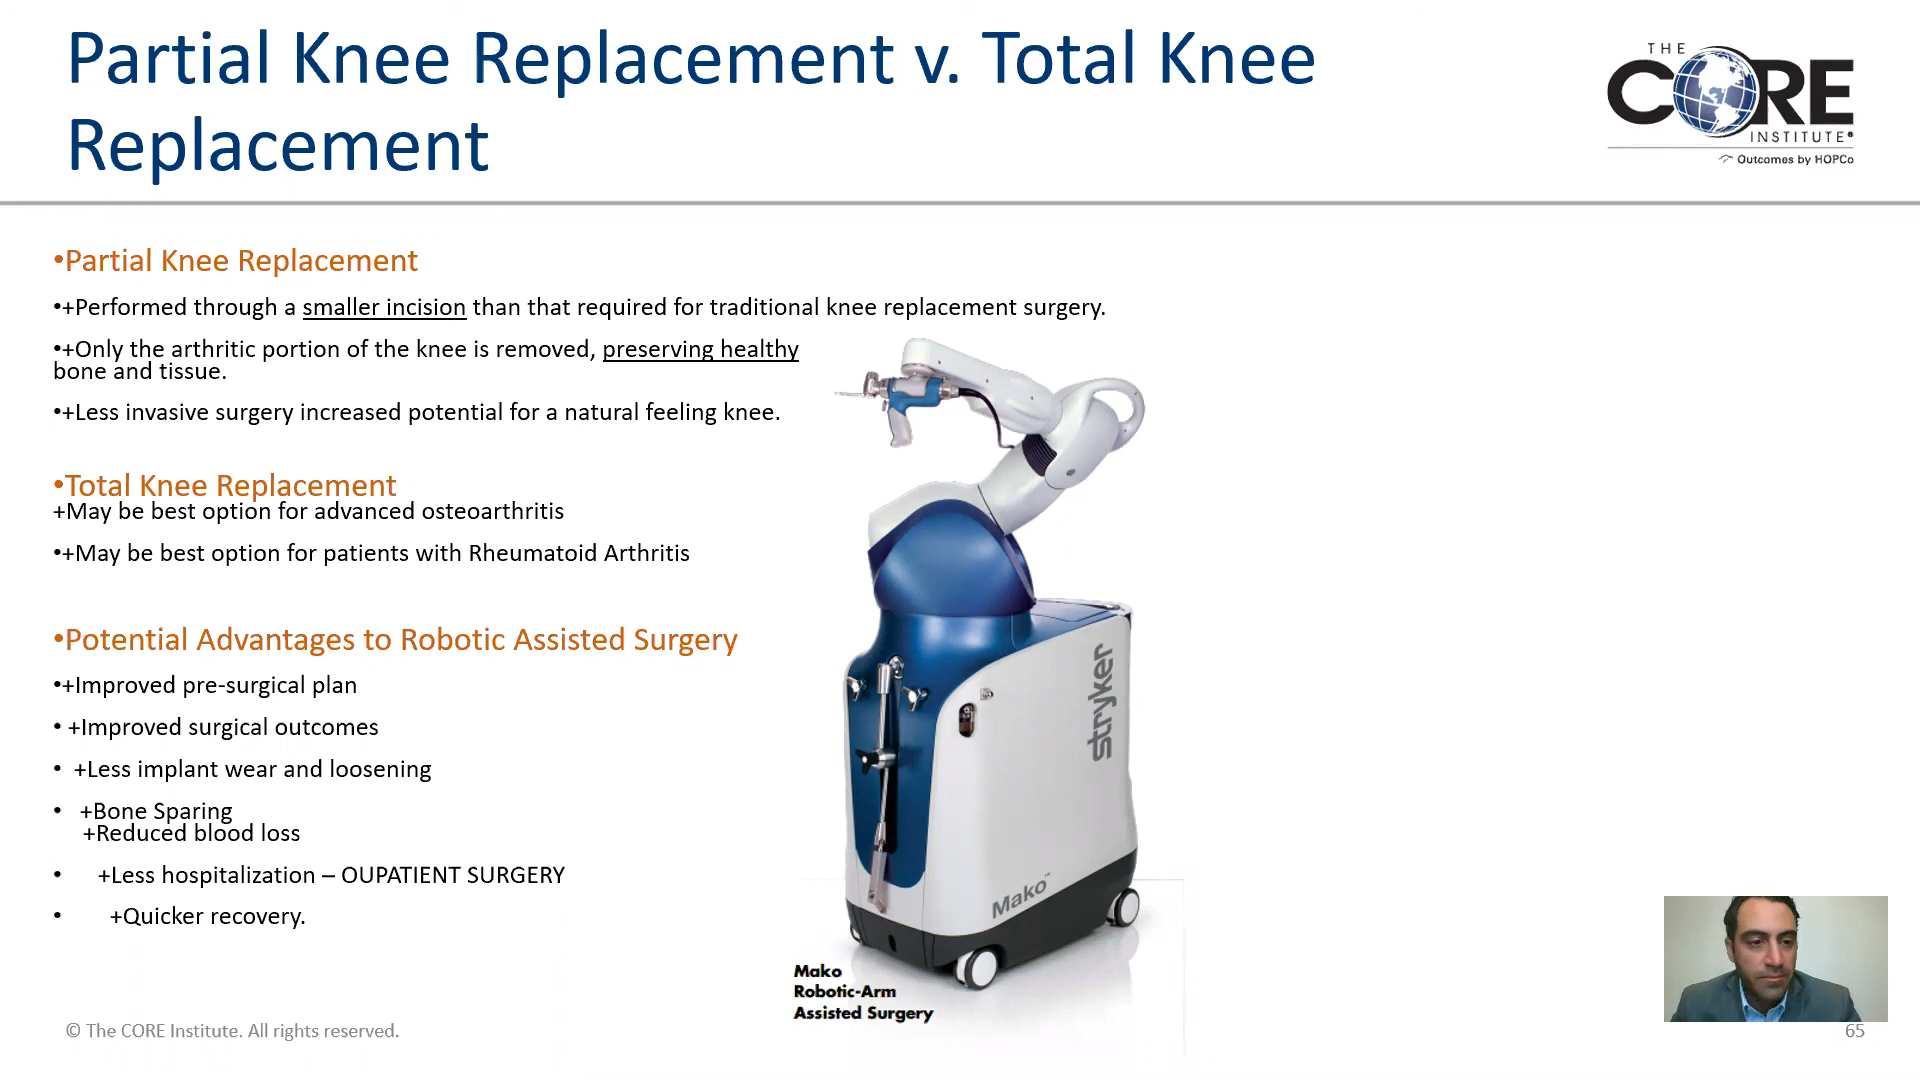 Partial Knee Replacement v. Total Knee
Replacement
THE
CORE
INSTITUTE®
Outcomes by HOPCo
•Partial Knee Replacement
•+Performed through a smaller incision than that required for traditional knee replacement surgery.
•+Only the arthritic portion of the knee is removed, preserving healthy
bone and tissue.
•+Less invasive surgery increased potential for a natural feeling knee.
•Total Knee Replacement
+May be best option for advanced osteoarthritis
•+May be best option for patients with Rheumatoid Arthritis
•Potential Advantages to Robotic Assisted Surgery
•+Improved pre-surgical plan
• +Improved surgical outcomes
• +Less implant wear and loosening
• +Bone Sparing
+Reduced blood loss
• +Less hospitalization – OUPATIENT SURGERY
• +Quicker recovery.
stryker
Mako™
Mako
Robotic-Arm
Assisted Surgery
© The CORE Institute. All rights reserved.
65